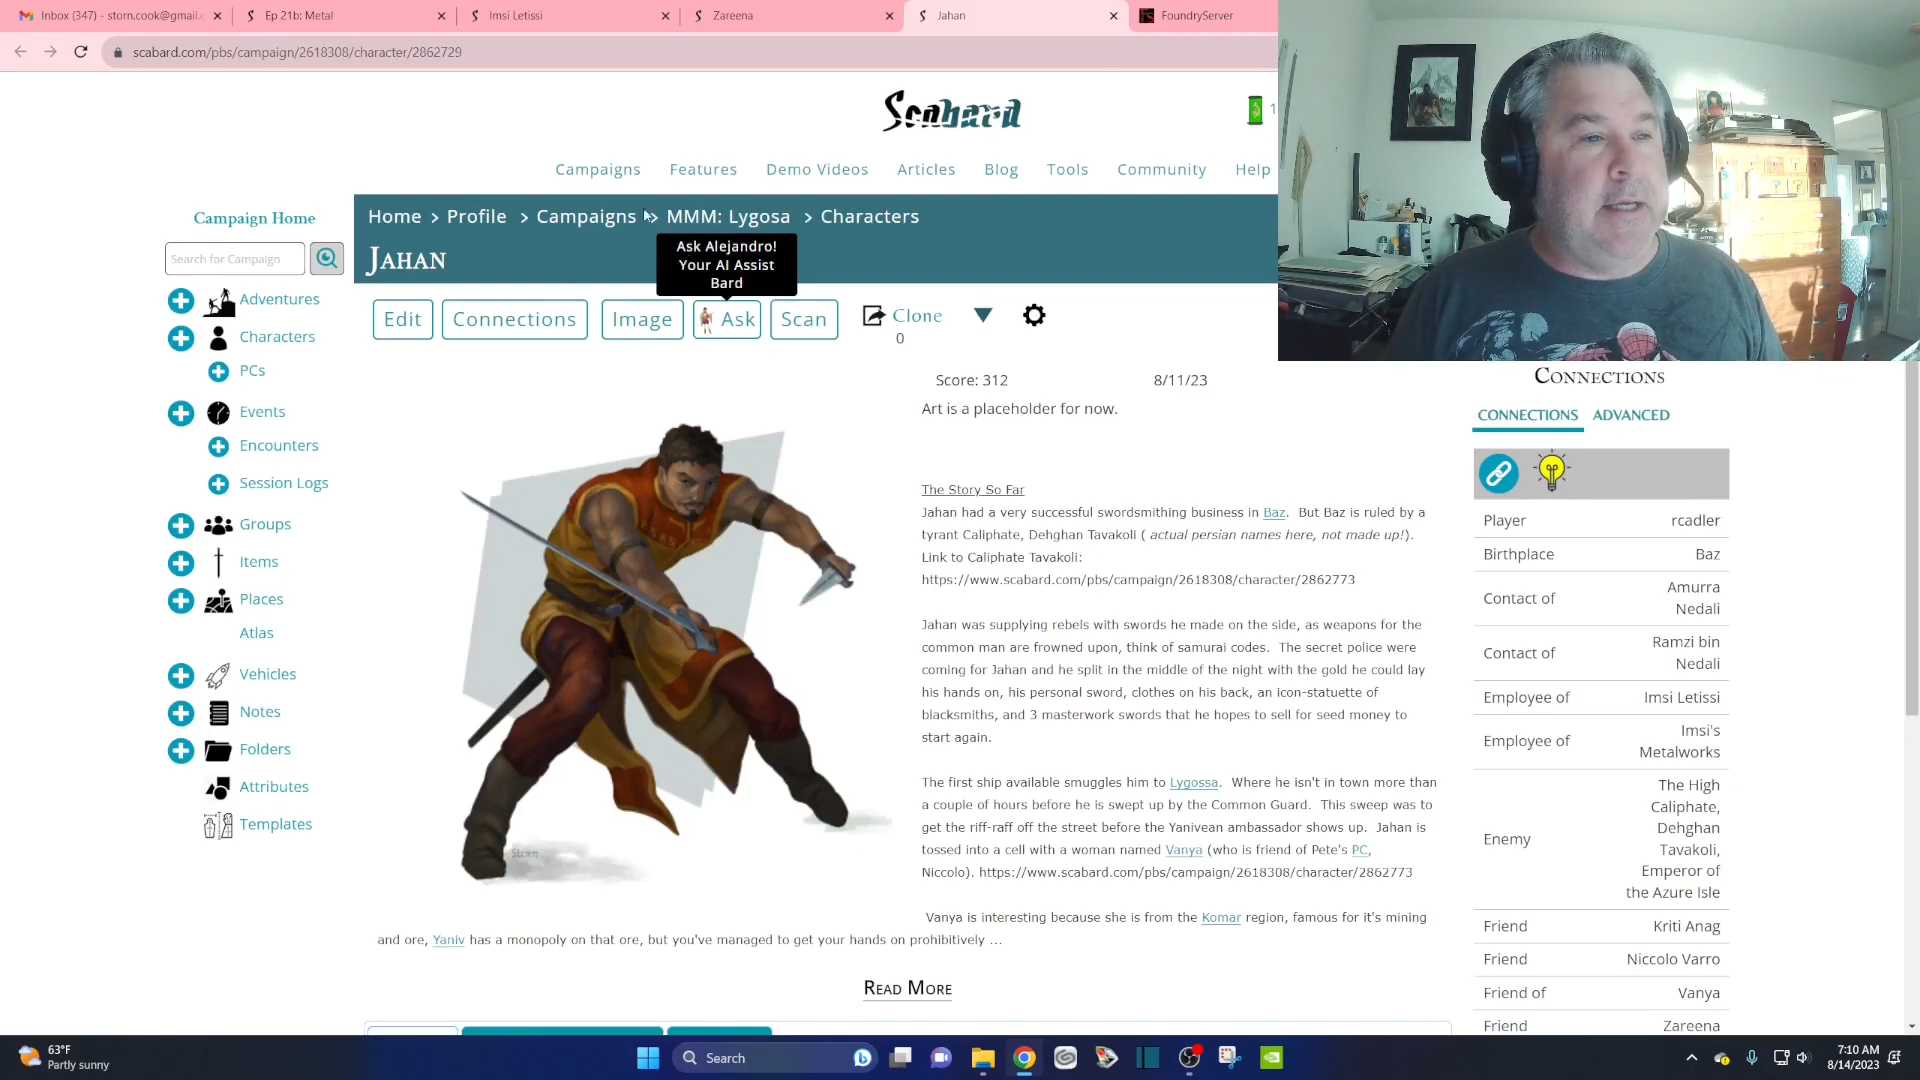 Inbox (347) - storn.cook@gmail.c
Ep 21b: Metal
Imsi Letissi
Zareena
Jahan
FoundryServer
scabard.com/pbs/campaign/2618308/character/2862729
Scabard
1
Campaigns
Features
Demo Videos
Articles
Blog
Tools
Community
Help
Campaign Home
Search for Campaign
Adventures
Characters
PCs
Events
Encounters
Session Logs
Groups
Items
Places
Atlas
Vehicles
Notes
Folders
Attributes
Templates
Home > Profile > Campaigns > MMM: Lygosa > Characters
Jahan
Ask Alejandro!
Your AI Assist
Bard
Edit
Connections
Image
Ask
Scan
Clone
0
Score: 312
8/11/23
Art is a placeholder for now.
The Story So Far
Jahan had a very successful swordsmithing business in Baz. But Baz is ruled by a
tyrant Caliphate, Dehghan Tavakoli ( actual persian names here, not made up!).
Link to Caliphate Tavakoli:
https://www.scabard.com/pbs/campaign/2618308/character/2862773
Jahan was supplying rebels with swords he made on the side, as weapons for the
common man are frowned upon, think of samurai codes. The secret police were
coming for Jahan and he split in the middle of the night with the gold he could lay
his hands on, his personal sword, clothes on his back, an icon-statuette of
blacksmiths, and 3 masterwork swords that he hopes to sell for seed money to
start again.
The first ship available smuggles him to Lygossa. Where he isn't in town more than
a couple of hours before he is swept up by the Common Guard. This sweep was to
get the riff-raff off the street before the Yanivean ambassador shows up. Jahan is
tossed into a cell with a woman named Vanya (who is friend of Pete's PC,
Niccolo). https://www.scabard.com/pbs/campaign/2618308/character/2862773
Vanya is interesting because she is from the Komar region, famous for it's mining
and ore, Yaniv has a monopoly on that ore, but you've managed to get your hands on prohibitively ...
Storn
Read More
Connections
CONNECTIONS
ADVANCED
Player
rcadler
Birthplace
Baz
Contact of
Amurra
Nedali
Contact of
Ramzi bin
Nedali
Employee of
Imsi Letissi
Employee of
Imsi's
Metalworks
Enemy
The High
Caliphate,
Dehghan
Tavakoli,
Emperor of
the Azure Isle
Friend
Kriti Anag
Friend
Niccolo Varro
Friend of
Vanya
Friend
Zareena
63°F
Partly sunny
Search
7:10 AM
8/14/2023